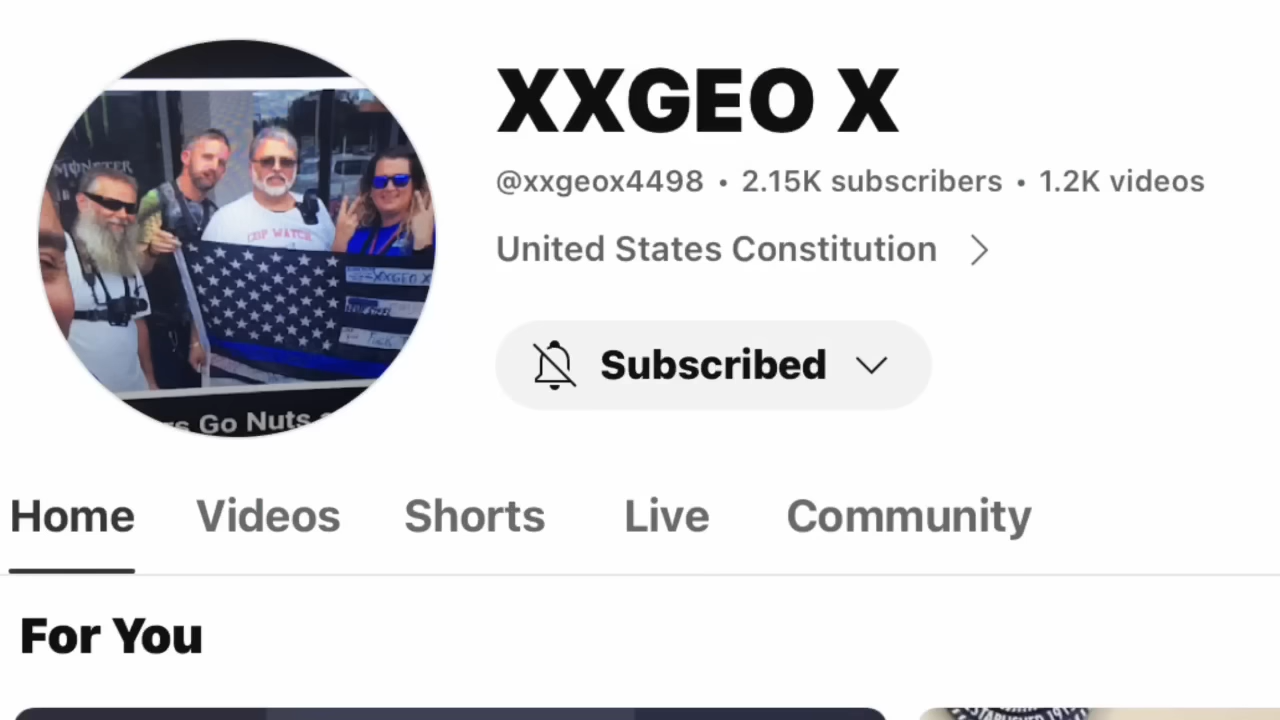 XXGEO X
@xxgeox4498 • 2.15K subscribers • 1.2K videos
United States Constitution
Subscribed
MONSTER
COP WATCH
XXGEO X
Go Nuts
Home Videos Shorts Live Community
For You
ESTABLISHED